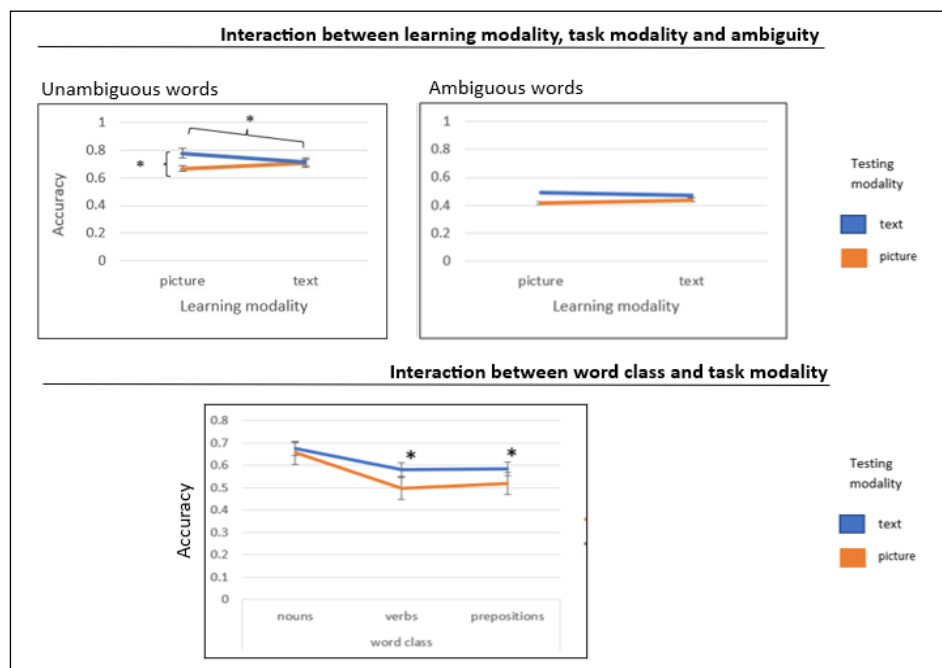 Interaction between learning modality, task modality and ambiguity
Unambiguous words
1
0.8
0.6
0.4
0.2
0
Accuracy
*
*
picture text
Learning modality
Ambiguous words
1
0.8
0.6
0.4
0.2
0
picture text
Learning modality
Testing
modality
text
picture
Interaction between word class and task modality
0.8
0.7
0.6
0.5
0.4
0.3
0.2
0.1
0
Accuracy
* *
nouns verbs prepositions
word class
Testing
modality
text
picture